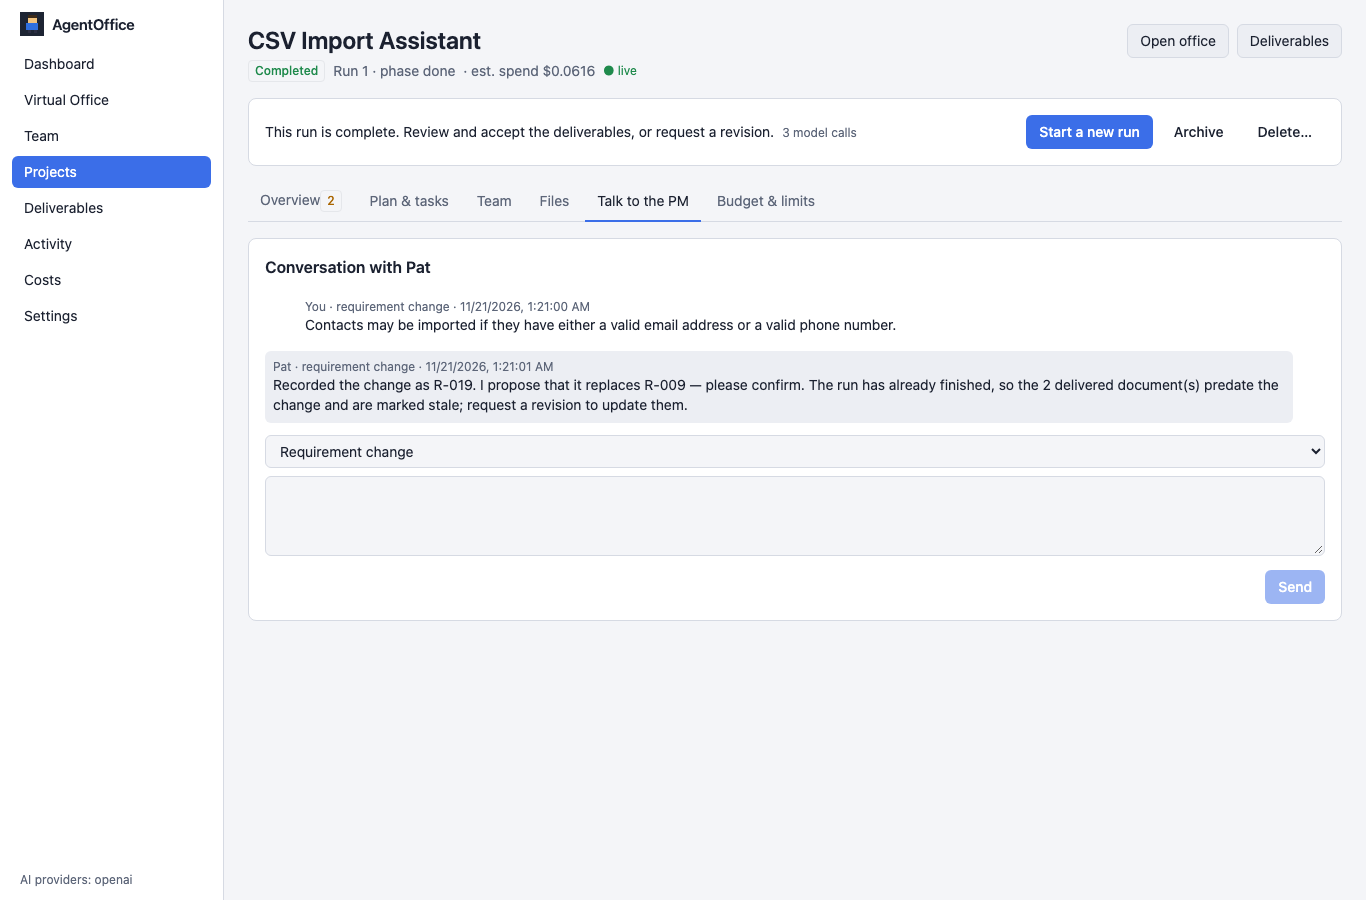 AgentOffice
Dashboard
Virtual Office
Team
Projects
Deliverables
Activity
Costs
Settings
AI providers: openai
CSV Import Assistant
Open office
Deliverables
Completed Run 1 · phase done · est. spend $0.0616 live
This run is complete. Review and accept the deliverables, or request a revision. 3 model calls
Start a new run
Archive
Delete...
Overview 2
Plan & tasks
Team
Files
Talk to the PM
Budget & limits
Conversation with Pat
You · requirement change · 11/21/2026, 1:21:00 AM
Contacts may be imported if they have either a valid email address or a valid phone number.
Pat · requirement change · 11/21/2026, 1:21:01 AM
Recorded the change as R-019. I propose that it replaces R-009 — please confirm. The run has already finished, so the 2 delivered document(s) predate the
change and are marked stale; request a revision to update them.
Requirement change
Send